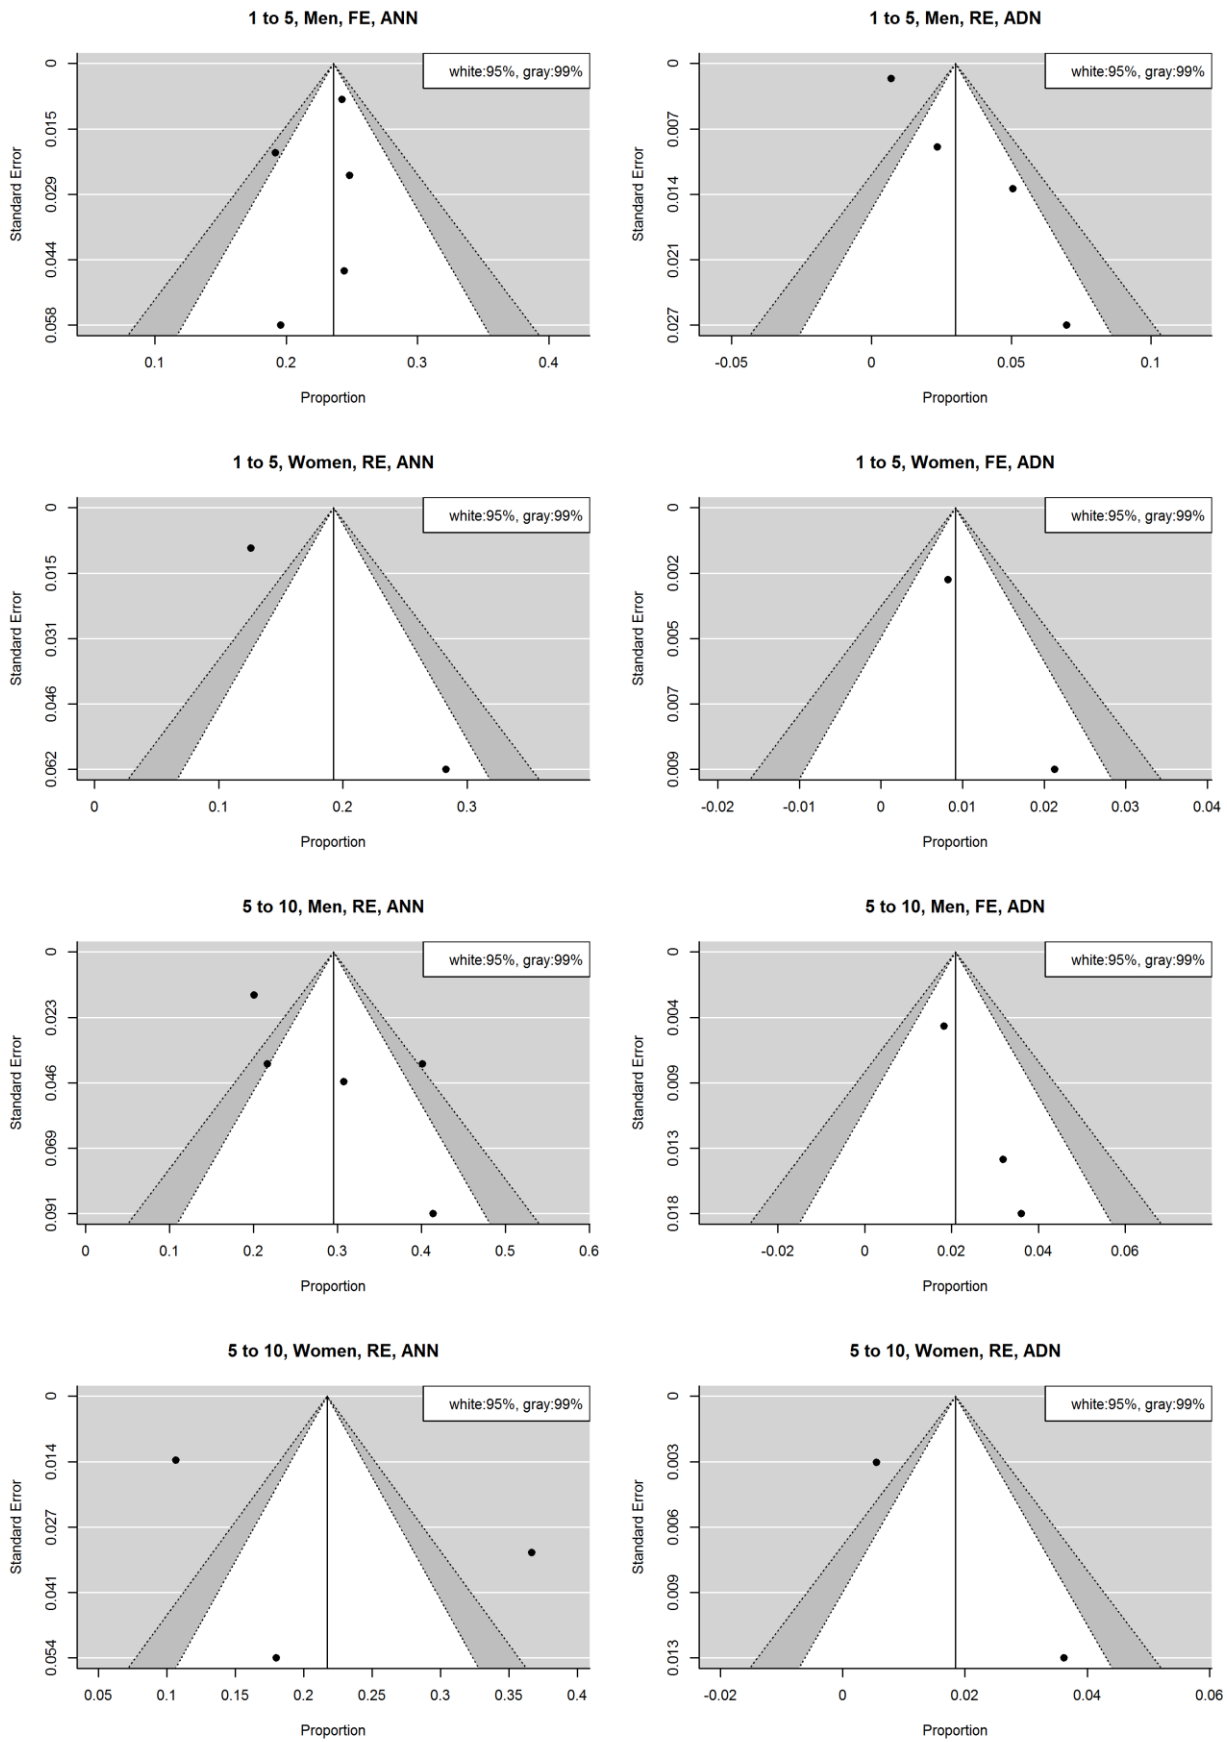 1 to 5, Men, FE, ANN
white:95%, gray:99%
Standard Error
0
0.015
0.029
0.044
0.058
0.1 0.2 0.3 0.4
Proportion
1 to 5, Men, RE, ADN
white:95%, gray:99%
Standard Error
0
0.007
0.014
0.021
0.027
-0.05 0 0.05 0.1
Proportion
1 to 5, Women, RE, ANN
white:95%, gray:99%
Standard Error
0
0.015
0.031
0.046
0.062
0 0.1 0.2 0.3
Proportion
1 to 5, Women, FE, ADN
white:95%, gray:99%
Standard Error
0
0.002
0.005
0.007
0.009
-0.02 -0.01 0 0.01 0.02 0.03 0.04
Proportion
5 to 10, Men, RE, ANN
white:95%, gray:99%
Standard Error
0
0.023
0.046
0.069
0.091
0 0.1 0.2 0.3 0.4 0.5 0.6
Proportion
5 to 10, Men, FE, ADN
white:95%, gray:99%
Standard Error
0
0.004
0.009
0.013
0.018
-0.02 0 0.02 0.04 0.06
Proportion
5 to 10, Women, RE, ANN
white:95%, gray:99%
Standard Error
0
0.014
0.027
0.041
0.054
0.05 0.1 0.15 0.2 0.25 0.3 0.35 0.4
Proportion
5 to 10, Women, RE, ADN
white:95%, gray:99%
Standard Error
0
0.003
0.006
0.009
0.013
-0.02 0 0.02 0.04 0.06
Proportion